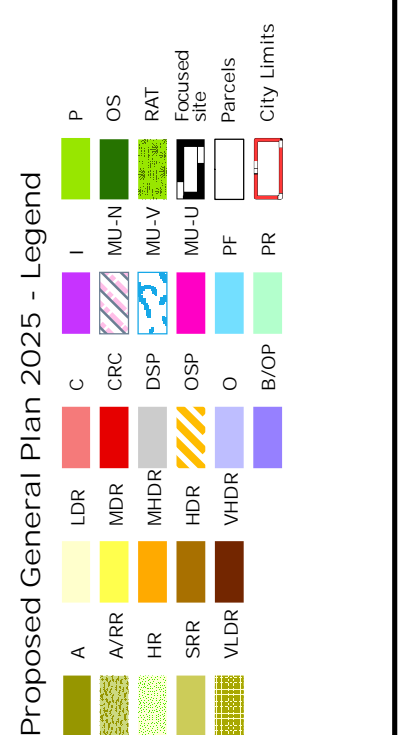 Proposed General Plan 2025 - Legend
A
A/RR
HR
SRR
VLDR
LDR
MDR
MHDR
HDR
VHDR
C
CRC
DSP
OSP
O
B/OP
I
MU-N
MU-V
MU-U
PF
PR
P
OS
RAT
Focused
site
Parcels
City Limits